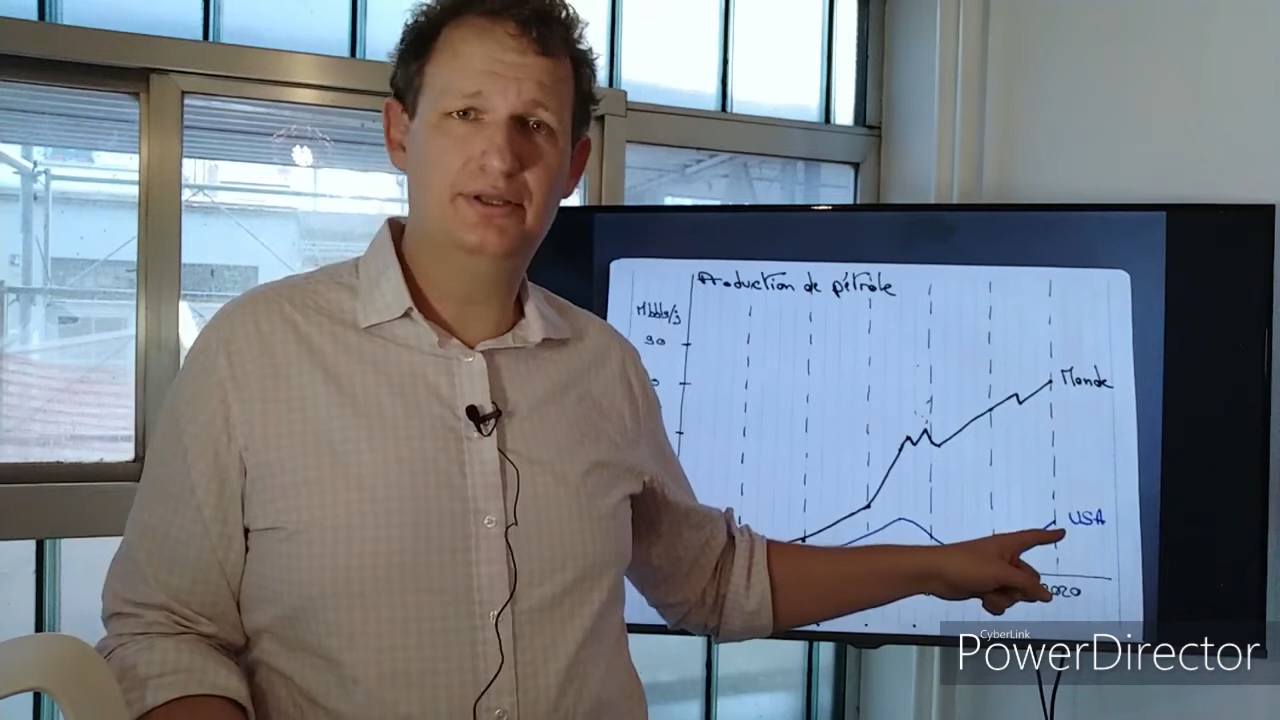 Production de pétrole
Mbbls/j
90
Monde
USA
2020
CyberLink
PowerDirector